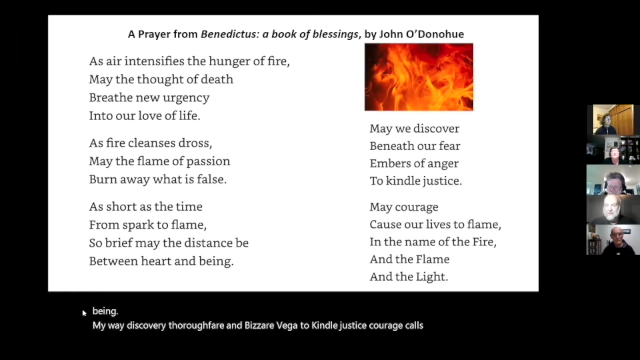 A Prayer from Benedictus: a book of blessings, by John O'Donohue
As air intensifies the hunger of fire,
May the thought of death
Breathe new urgency
Into our love of life.
As fire cleanses dross,
May the flame of passion
Burn away what is false.
As short as the time
From spark to flame,
So brief may the distance be
Between heart and being.
May we discover
Beneath our fear
Embers of anger
To kindle justice.
May courage
Cause our lives to flame,
In the name of the Fire,
And the Flame
And the Light.
being.
My way discovery thoroughfare and Bizzare Vega to Kindle justice courage calls